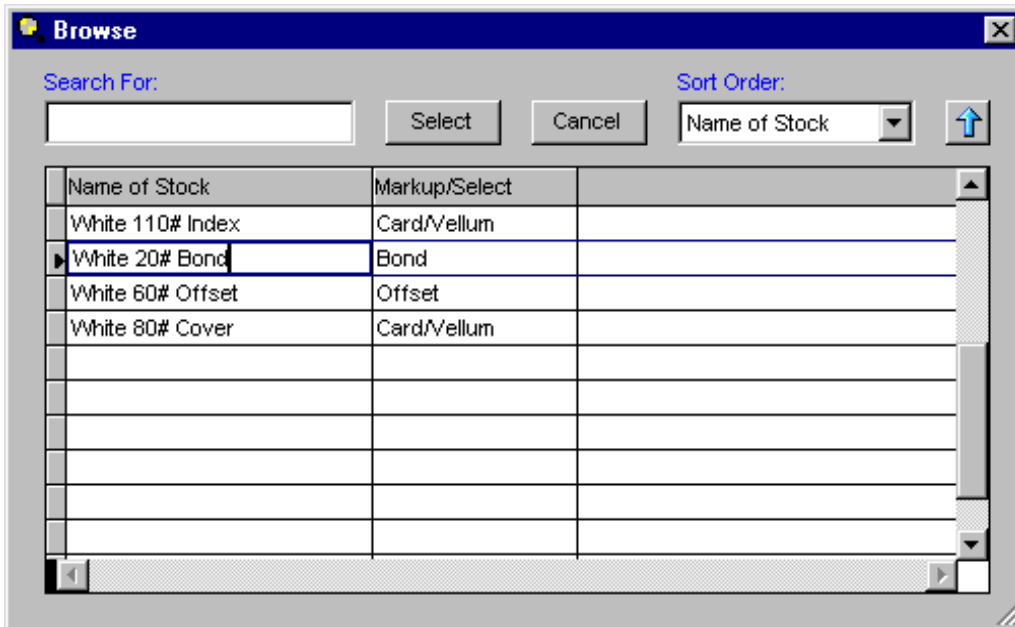 Browse
Search For: Sort Order:
Select Cancel Name of Stock
Name of Stock Markup/Select
White 110# Index Card/Vellum
White 20# Bond Bond
White 60# Offset Offset
White 80# Cover Card/Vellum